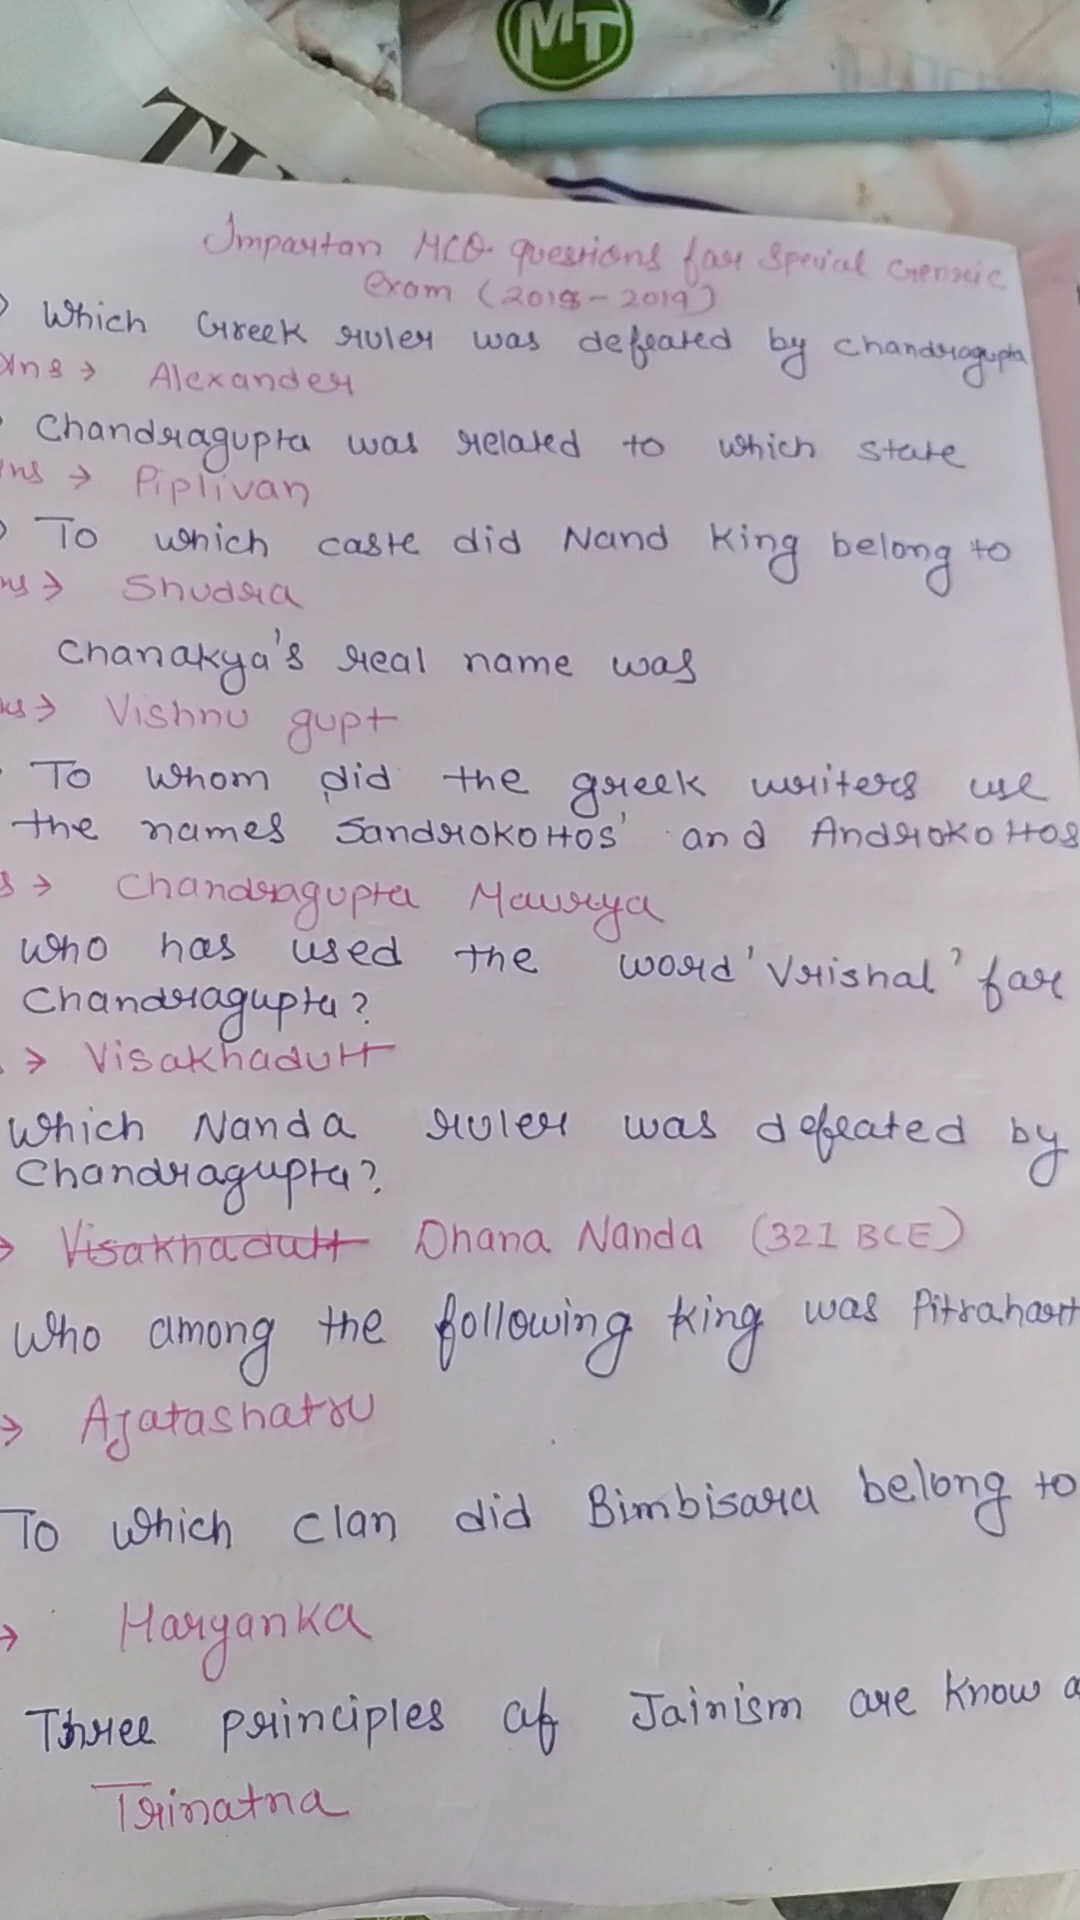 MT
Impartan MCQ questions far Special Genric
exam (2018-2019)
Which Greek ruler was defeated by Chandragupta
Ans → Alexander
Chandragupta was related to which state
Ans → Piplivan
To which caste did Nand King belong to
ns → Shudra
Chanakya's real name was
ns → Vishnu gupt
To whom did the greek writers use
the names 'Sandrokottos' and Androkottos
s → Chandragupta Maurya
Who has used the word 'Vrishal' far
Chandragupta?
→ Visakhadutt
Which Nanda ruler was defeated by
Chandragupta?
→ Visakhadutt Dhana Nanda (321 BCE)
Who among the following king was Pitrahart
→ Ajatashatru
To which clan did Bimbisara belong to
→ Haryanka
Three principles of Jainism are know a
Trinatna